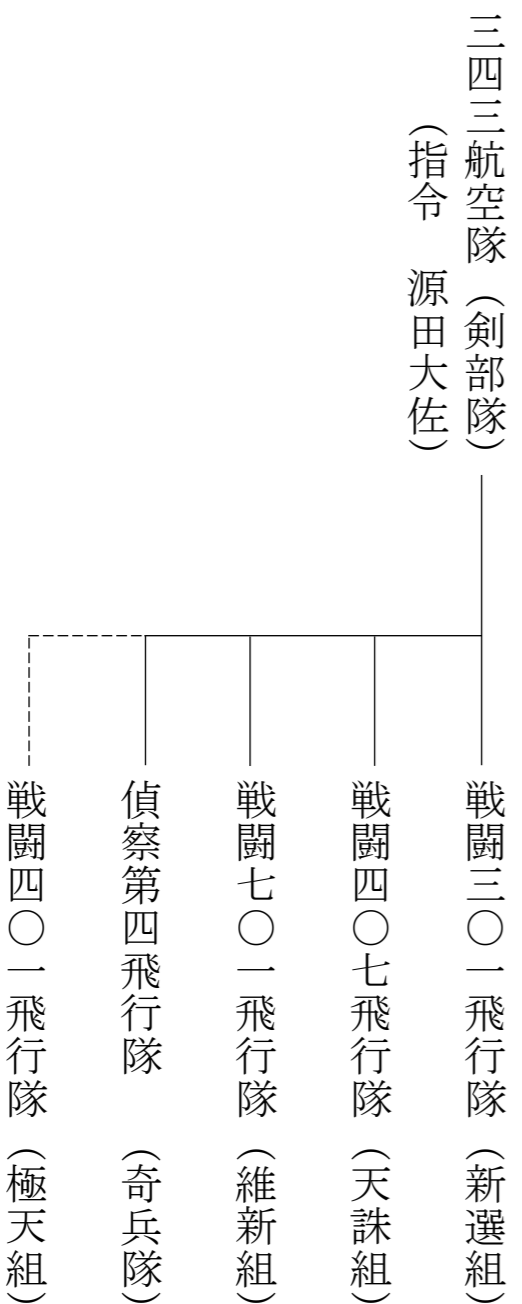 三四三航空隊（剣部隊）
（指令　源田大佐）
戦闘三〇一飛行隊（新選組）
戦闘四〇七飛行隊（天誅組）
戦闘七〇一飛行隊（維新組）
偵察第四飛行隊　（奇兵隊）
戦闘四〇一飛行隊（極天組）